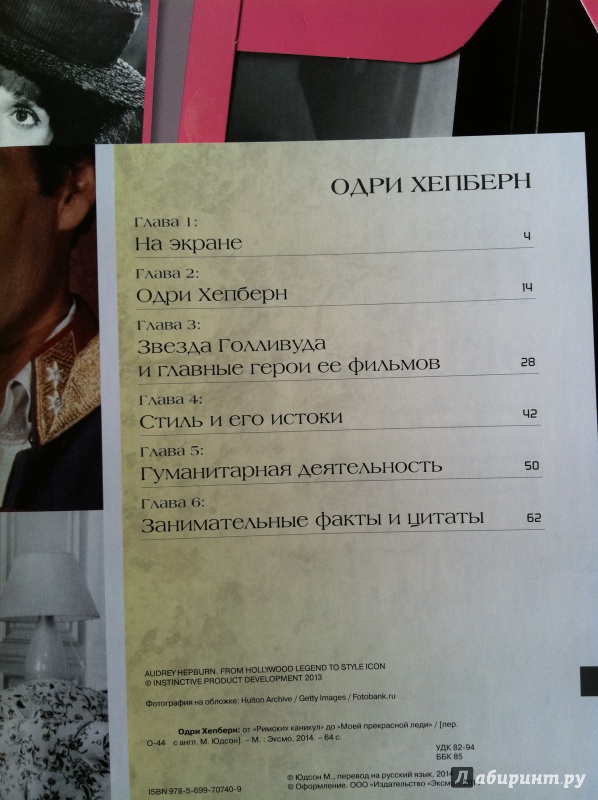 ОДРИ ХЕПБЕРН
Глава 1:
На экране 4
Глава 2:
Одри Хепберн 14
Глава 3:
Звезда Голливуда
и главные герои ее фильмов 28
Глава 4:
Стиль и его истоки 42
Глава 5:
Гуманитарная деятельность 50
Глава 6:
Занимательные факты и цитаты 62
AUDREY HEPBURN. FROM HOLLYWOOD LEGEND TO STYLE ICON
© INSTINCTIVE PRODUCT DEVELOPMENT 2013
Фотография на обложке: Hulton Archive / Getty Images / Fotobank.ru
Одри Хепберн: от «Римских каникул» до «Моей прекрасной леди» / [пер.
О-44 с англ. М. Юдсон]. – М. : Эксмо, 2014. – 64 с.
УДК 82-94
ББК 85
© Юдсон М., перевод на русский язык,
ISBN 978-5-699-70740-9 © Оформление. ООО «Издательство
Лабиринт.ру